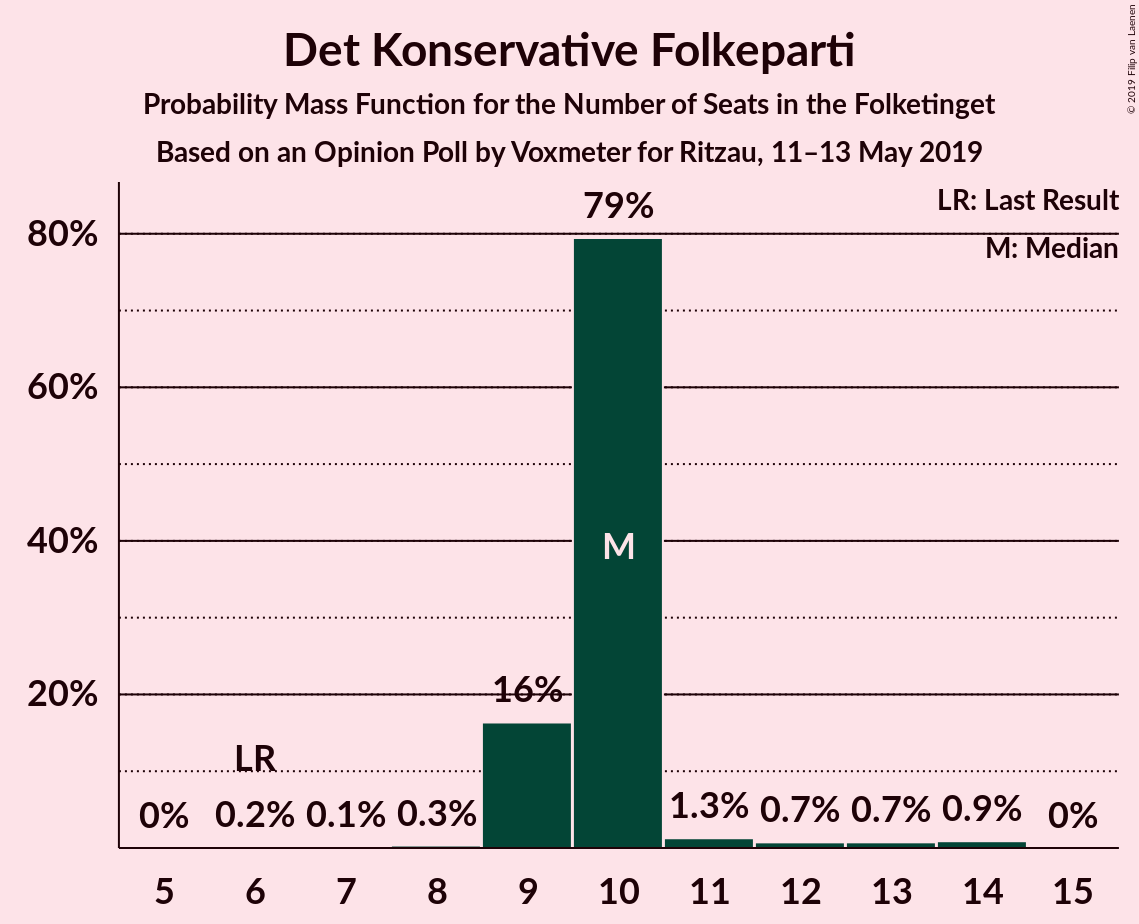 Det Konservative Folkeparti
Probability Mass Function for the Number of Seats in the Folketinget
Based on an Opinion Poll by Voxmeter for Ritzau, 11–13 May 2019
© 2019 Filip van Laenen
LR: Last Result
M: Median
80%
60%
40%
20%
0%
LR
0.2%
0.1%
0.3%
16%
79%
M
1.3%
0.7%
0.7%
0.9%
0%
5 6 7 8 9 10 11 12 13 14 15